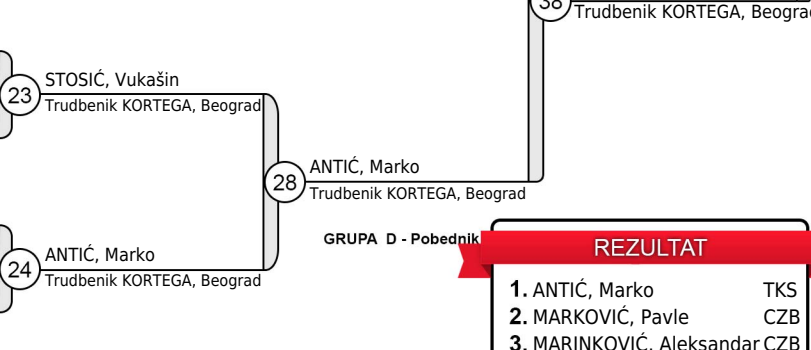 38
Trudbenik KORTEGA,
STOSIĆ, Vukašin
23
Trudbenik KORTEGA, Beograd
ANTIĆ, Marko
28
Trudbenik KORTEGA, Beograd
GRUPA D - Pobednik
REZULTAT
ANTIĆ, Marko
24
Trudbenik KORTEGA, Beograd
1. ANTIĆ, Marko TKS
2. MARKOVIĆ, Pavle CZB
3. MARINKOVIĆ, Aleksandar CZB